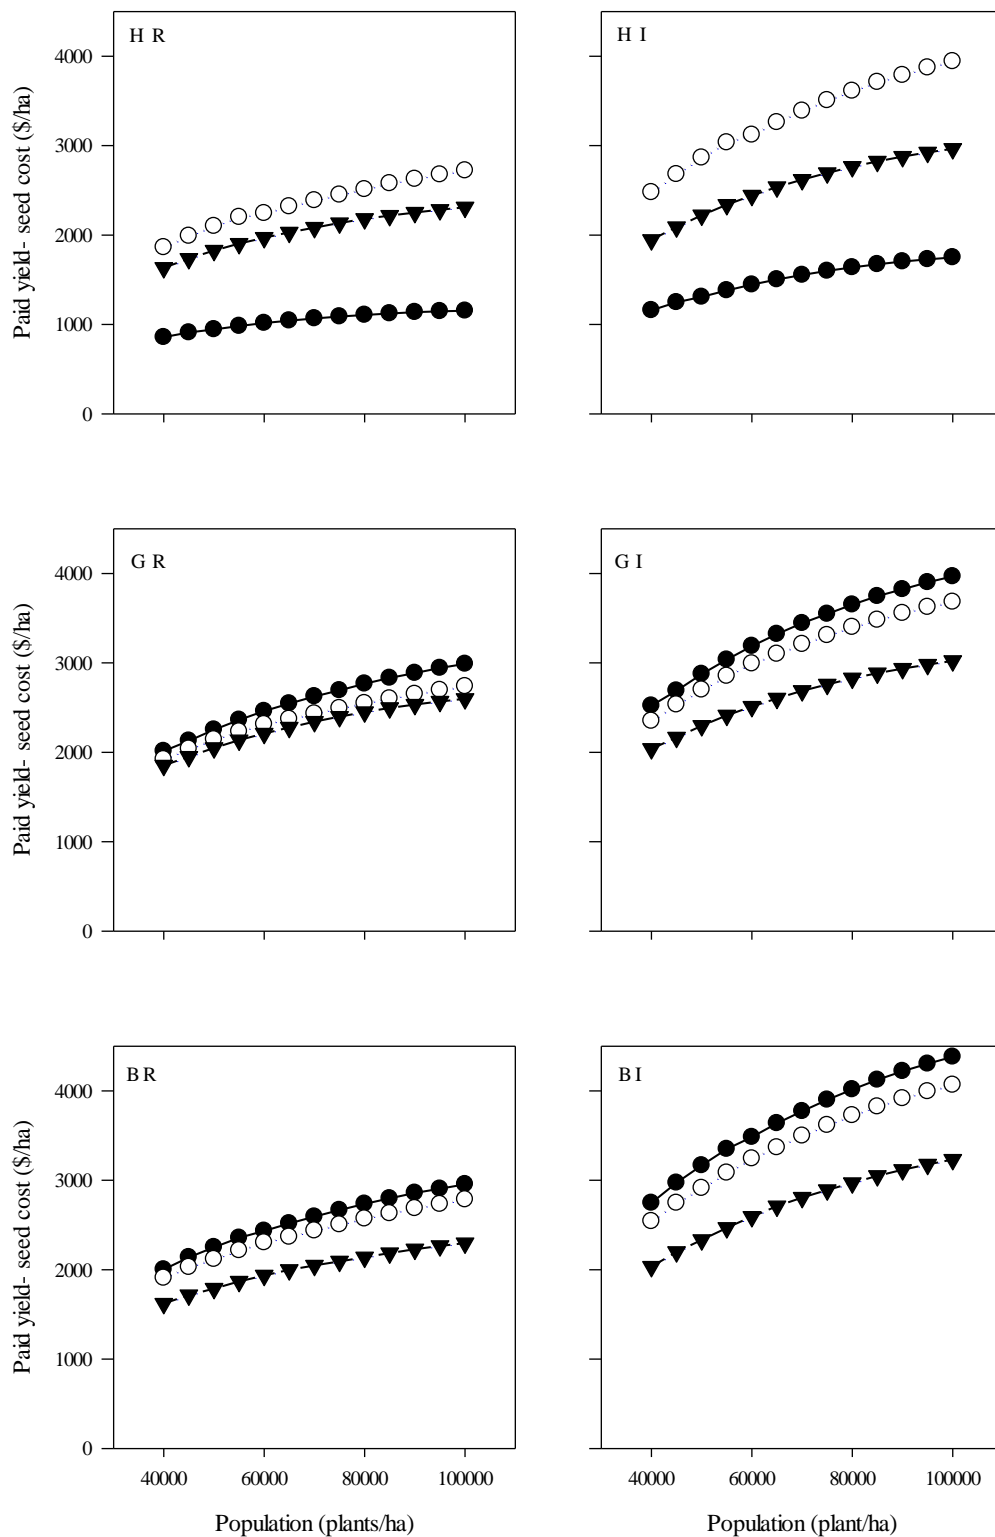 H R
H I
4000
3000
2000
1000
0
Paid yield- seed cost ($/ha)
G R
G I
4000
3000
2000
1000
0
Paid yield- seed cost ($/ha)
B R
B I
4000
3000
2000
1000
0
Paid yield- seed cost ($/ha)
40000 60000 80000 100000
40000 60000 80000 100000
Population (plants/ha)
Population (plant/ha)